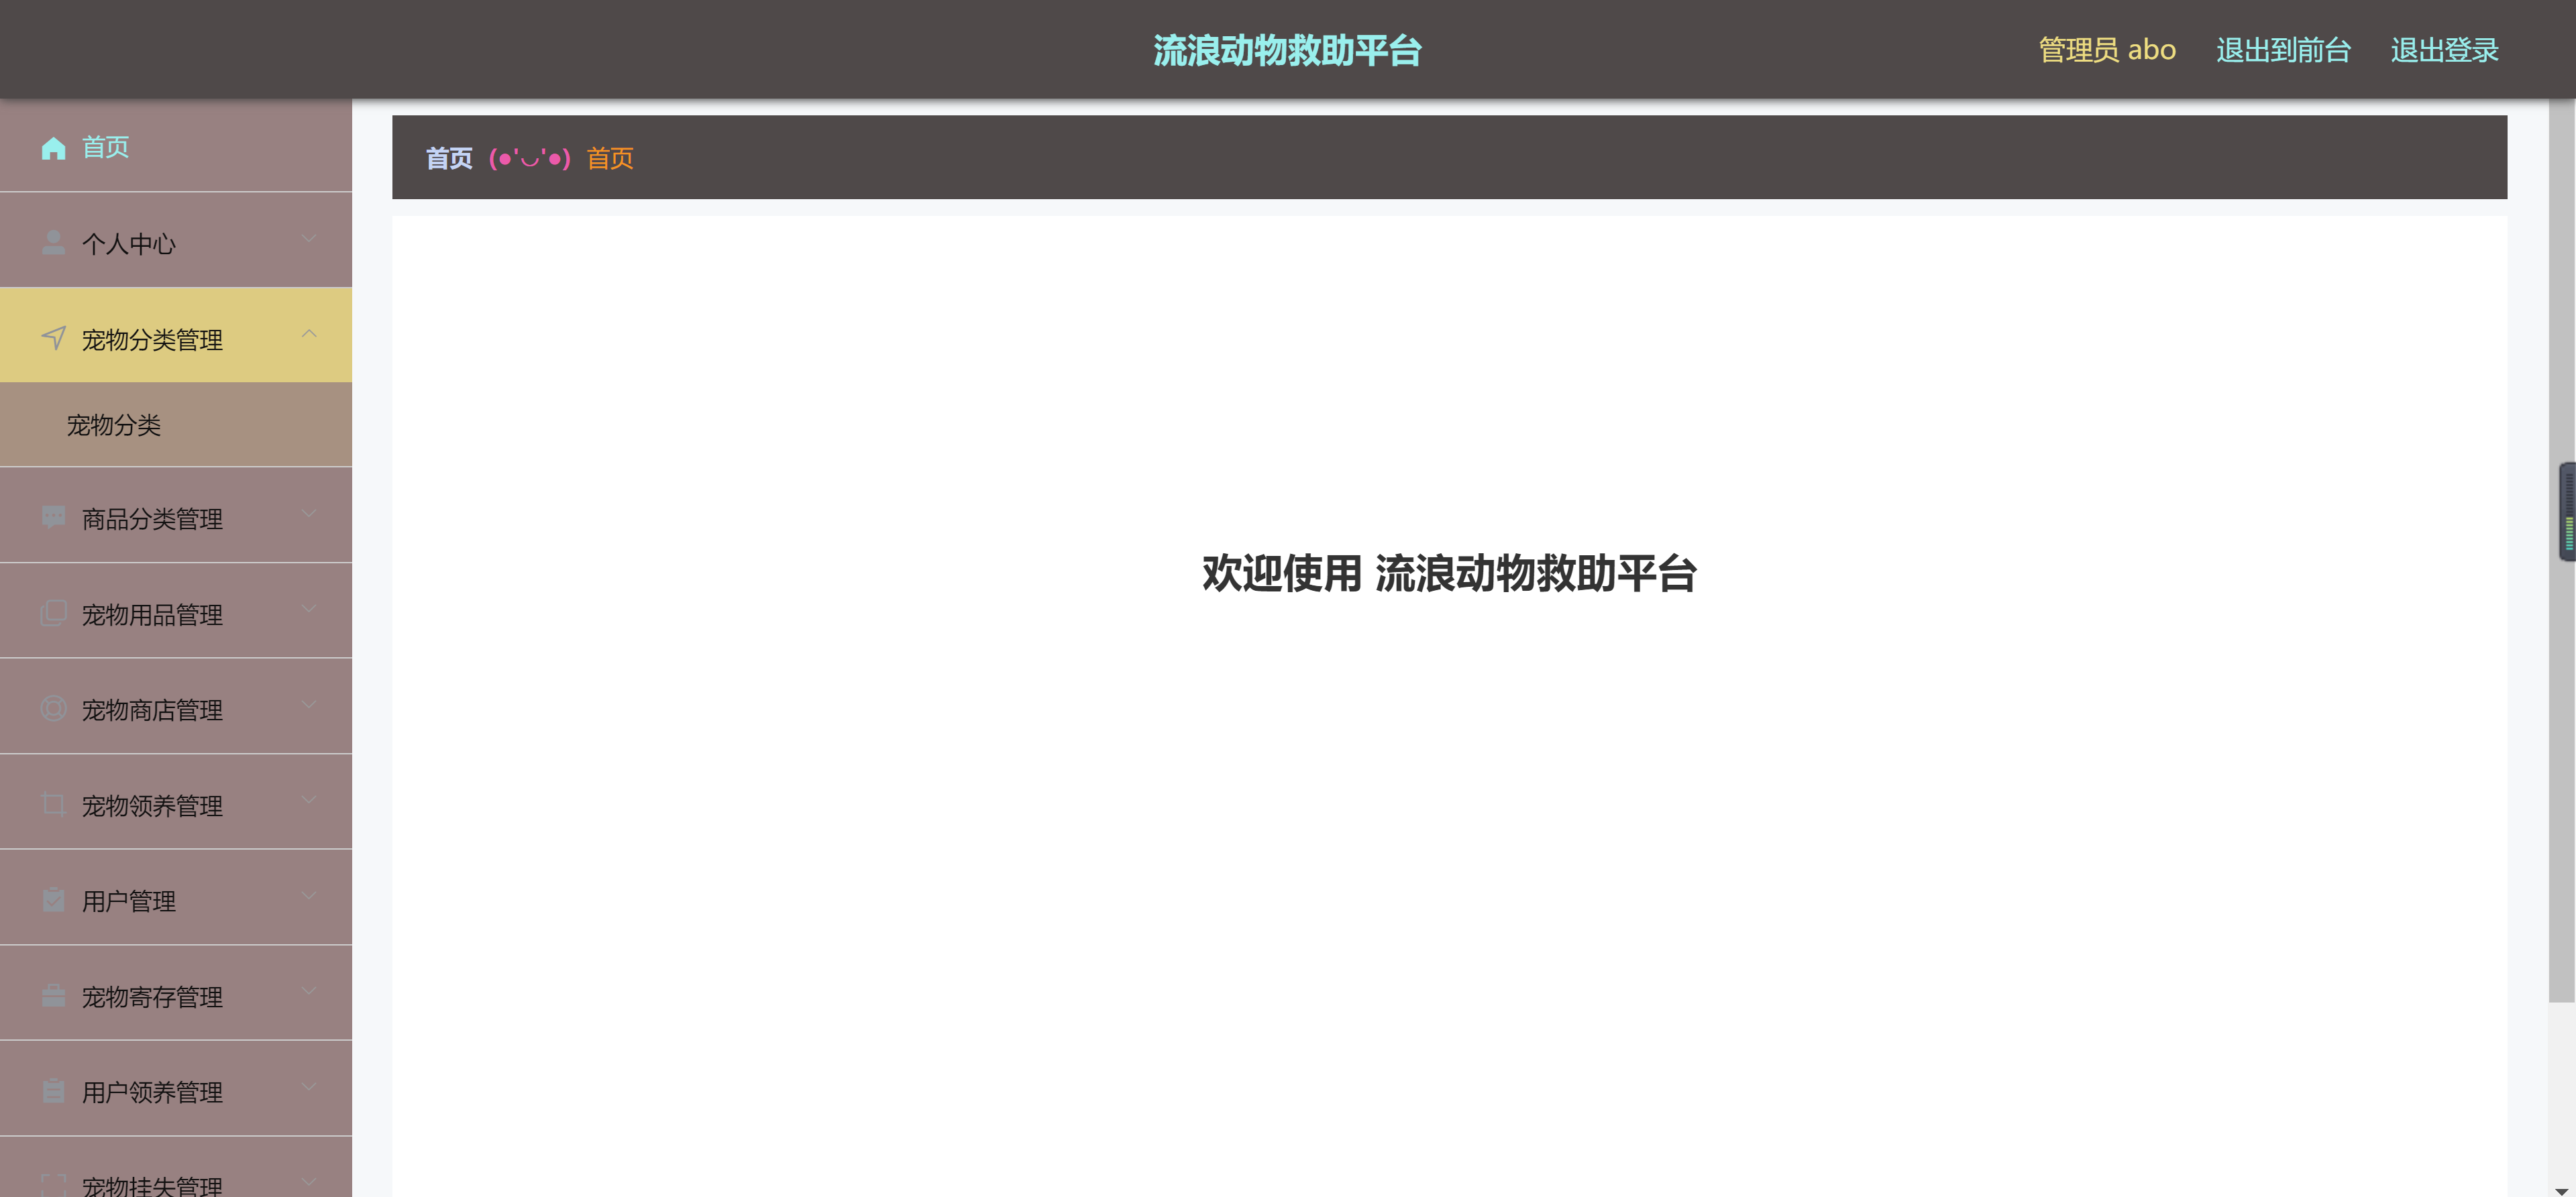 流浪动物救助平台
管理员 abo 退出到前台 退出登录
首页
个人中心
宠物分类管理
宠物分类
商品分类管理
宠物用品管理
宠物商店管理
宠物领养管理
用户管理
宠物寄存管理
用户领养管理
宠物挂失管理
首页 (●'◡'●) 首页
欢迎使用 流浪动物救助平台